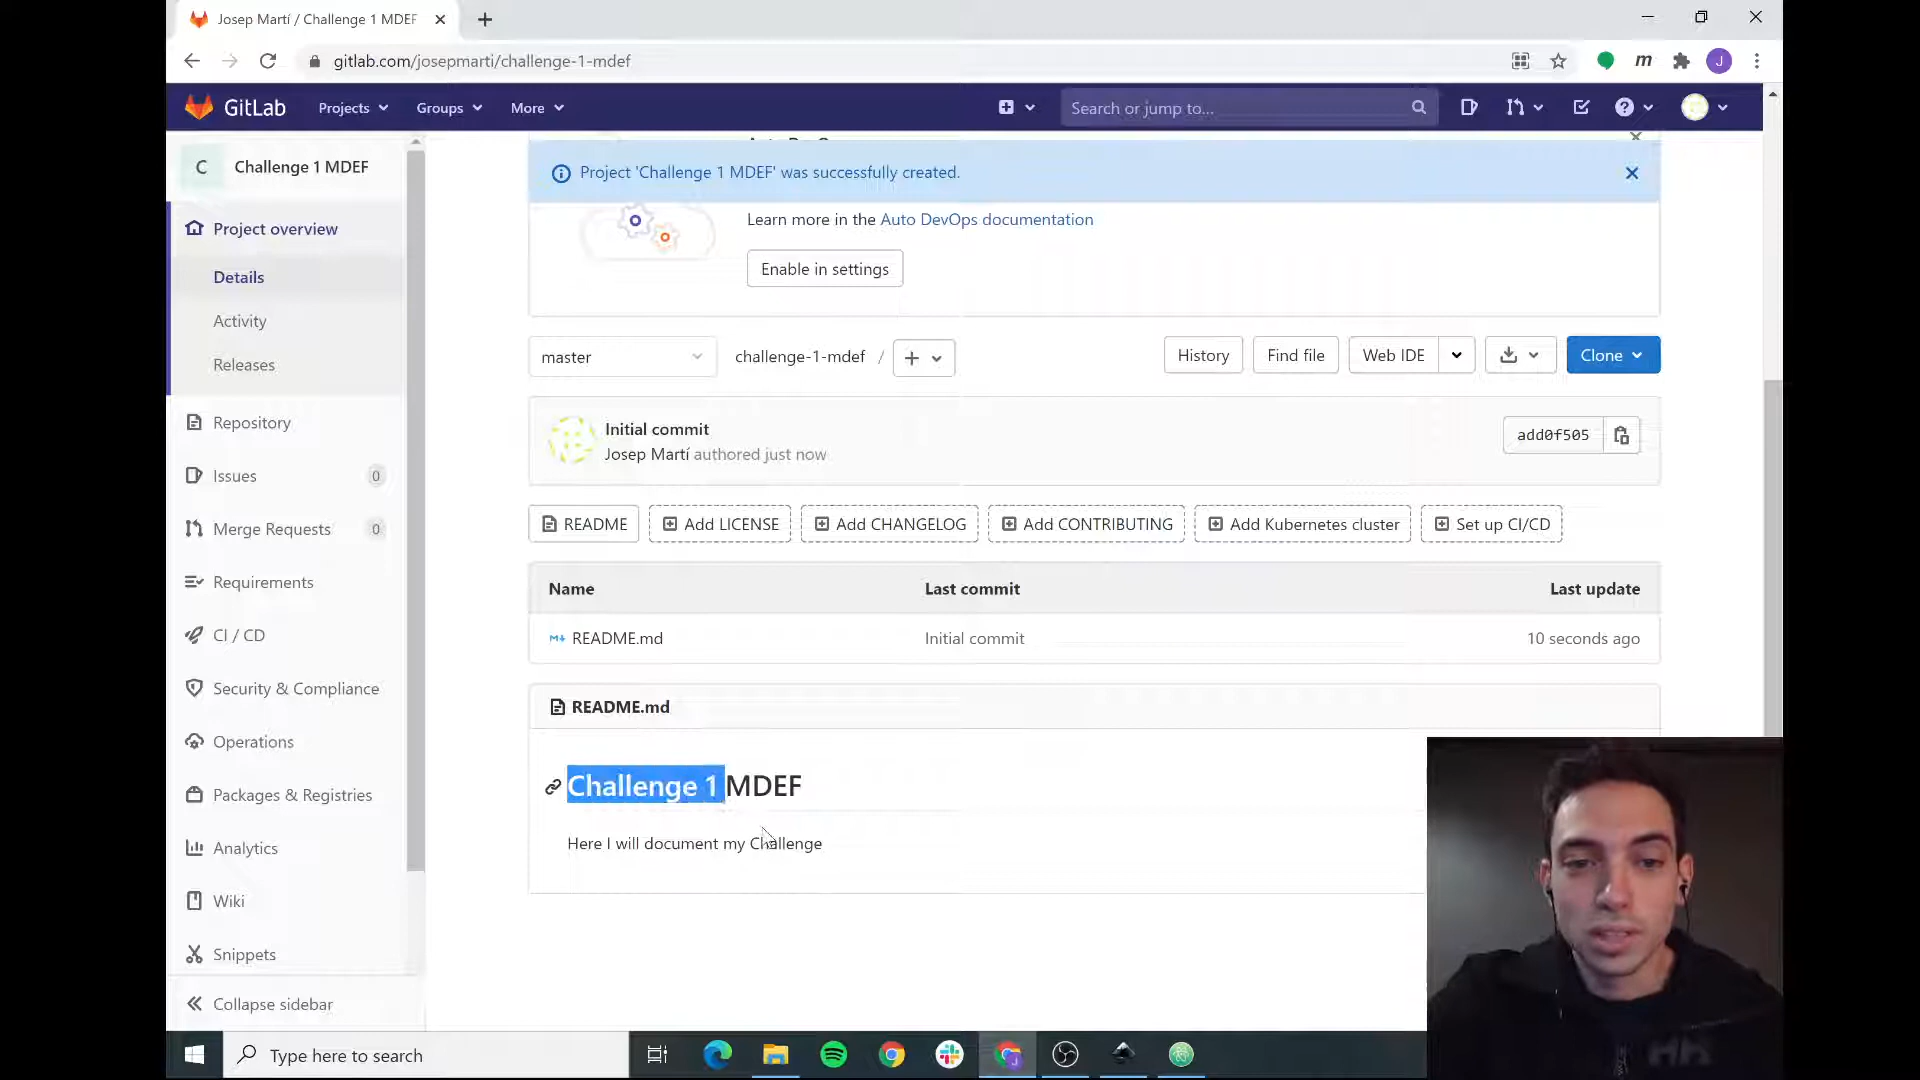 Josep Martí / Challenge 1 MDEF
gitlab.com/josepmarti/challenge-1-mdef
m
J
GitLab
Projects
Groups
More
Search or jump to...
C
Challenge 1 MDEF
Project overview
Details
Activity
Releases
Repository
Issues 0
Merge Requests 0
Requirements
CI / CD
Security & Compliance
Operations
Packages & Registries
Analytics
Wiki
Snippets
Collapse sidebar
Project 'Challenge 1 MDEF' was successfully created.
Learn more in the Auto DevOps documentation
Enable in settings
master
challenge-1-mdef /
History
Find file
Web IDE
Clone
Initial commit
Josep Martí authored just now
add0f505
README
Add LICENSE
Add CHANGELOG
Add CONTRIBUTING
Add Kubernetes cluster
Set up CI/CD
Name Last commit Last update
README.md Initial commit 10 seconds ago
README.md
Challenge 1 MDEF
Here I will document my Challenge
Type here to search